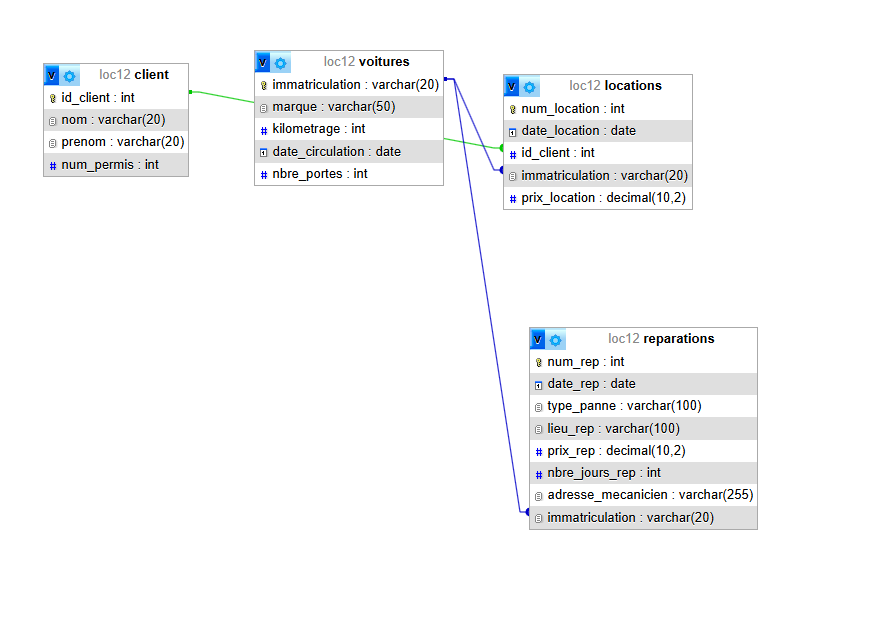 v loc12 client
id_client : int
nom : varchar(20)
prenom : varchar(20)
# num_permis : int
v loc12 voitures
immatriculation : varchar(20)
marque : varchar(50)
# kilometrage : int
date_circulation : date
# nbre_portes : int
v loc12 locations
num_location : int
date_location : date
# id_client : int
immatriculation : varchar(20)
# prix_location : decimal(10,2)
v loc12 reparations
num_rep : int
date_rep : date
type_panne : varchar(100)
lieu_rep : varchar(100)
# prix_rep : decimal(10,2)
# nbre_jours_rep : int
adresse_mecanicien : varchar(255)
immatriculation : varchar(20)